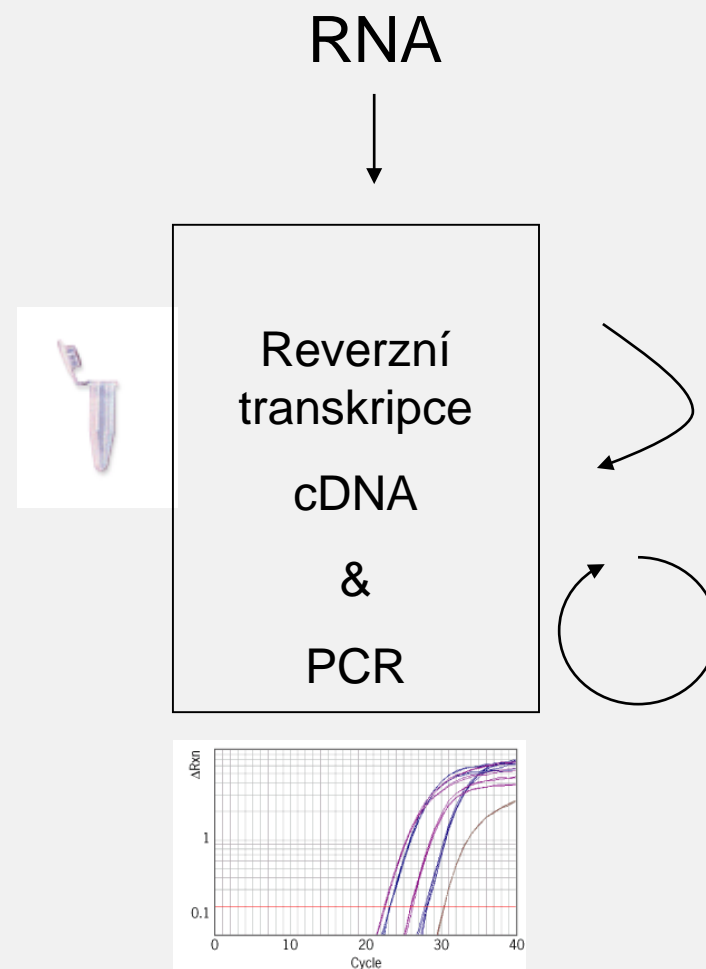 RNA
Reverzní
transkripce
cDNA
&
PCR
ΔRxn
1
0.1
0 10 20 30 40
Cycle